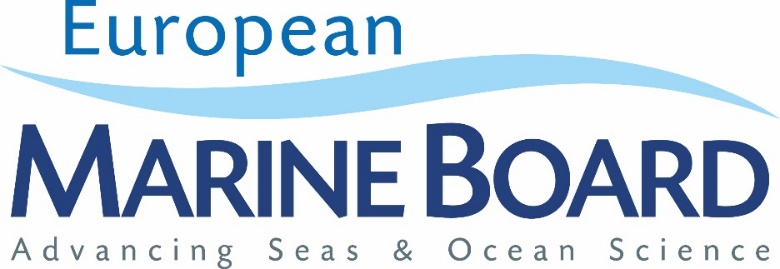 European
MARINE BOARD
Advancing Seas & Ocean Science